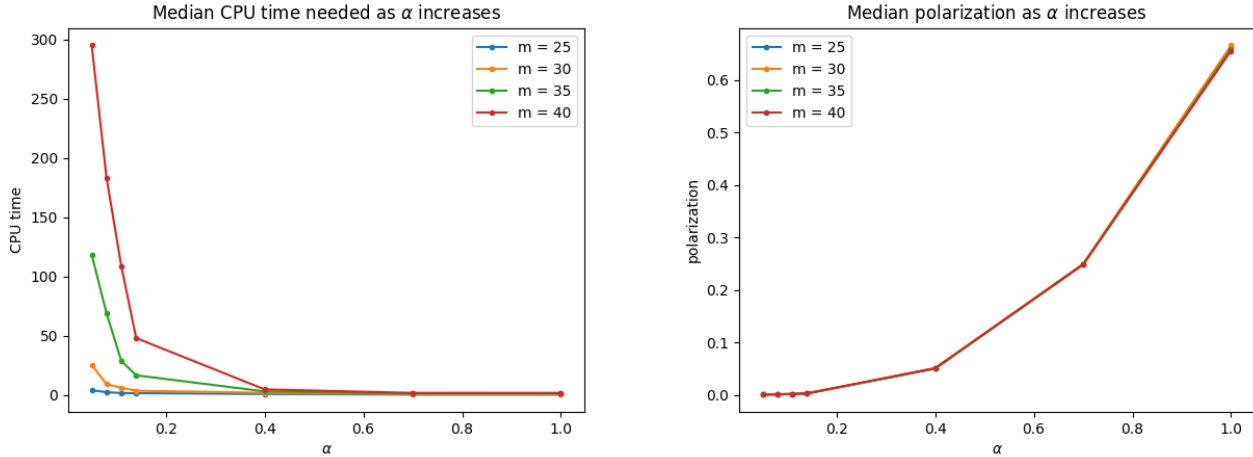 Median CPU time needed as α increases
300
250
200
150
100
50
0
CPU time
m = 25
m = 30
m = 35
m = 40
0.2
0.4
0.6
0.8
1.0
α
Median polarization as α increases
0.6
0.5
0.4
0.3
0.2
0.1
0.0
polarization
m = 25
m = 30
m = 35
m = 40
0.2
0.4
0.6
0.8
1.0
α